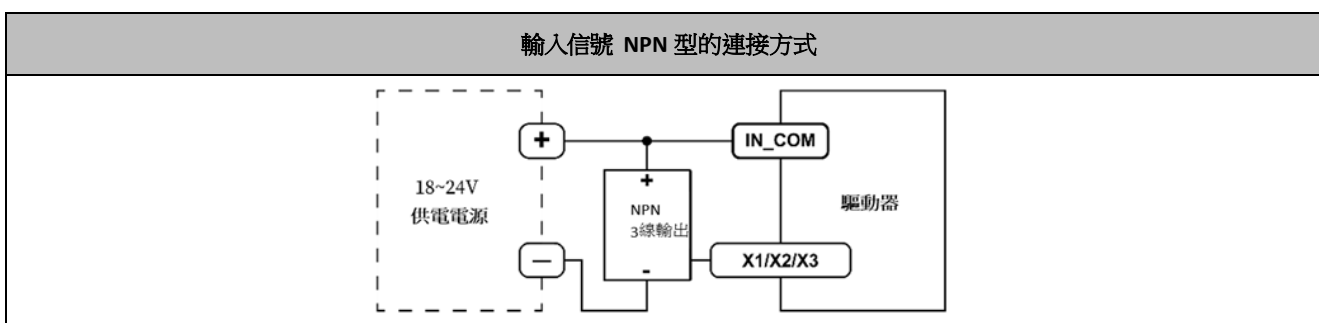 輸入信號 NPN 型的連接方式
+
IN_COM
18~24V
供電電源
+
NPN
3線輸出
-
驅動器
—
X1/X2/X3